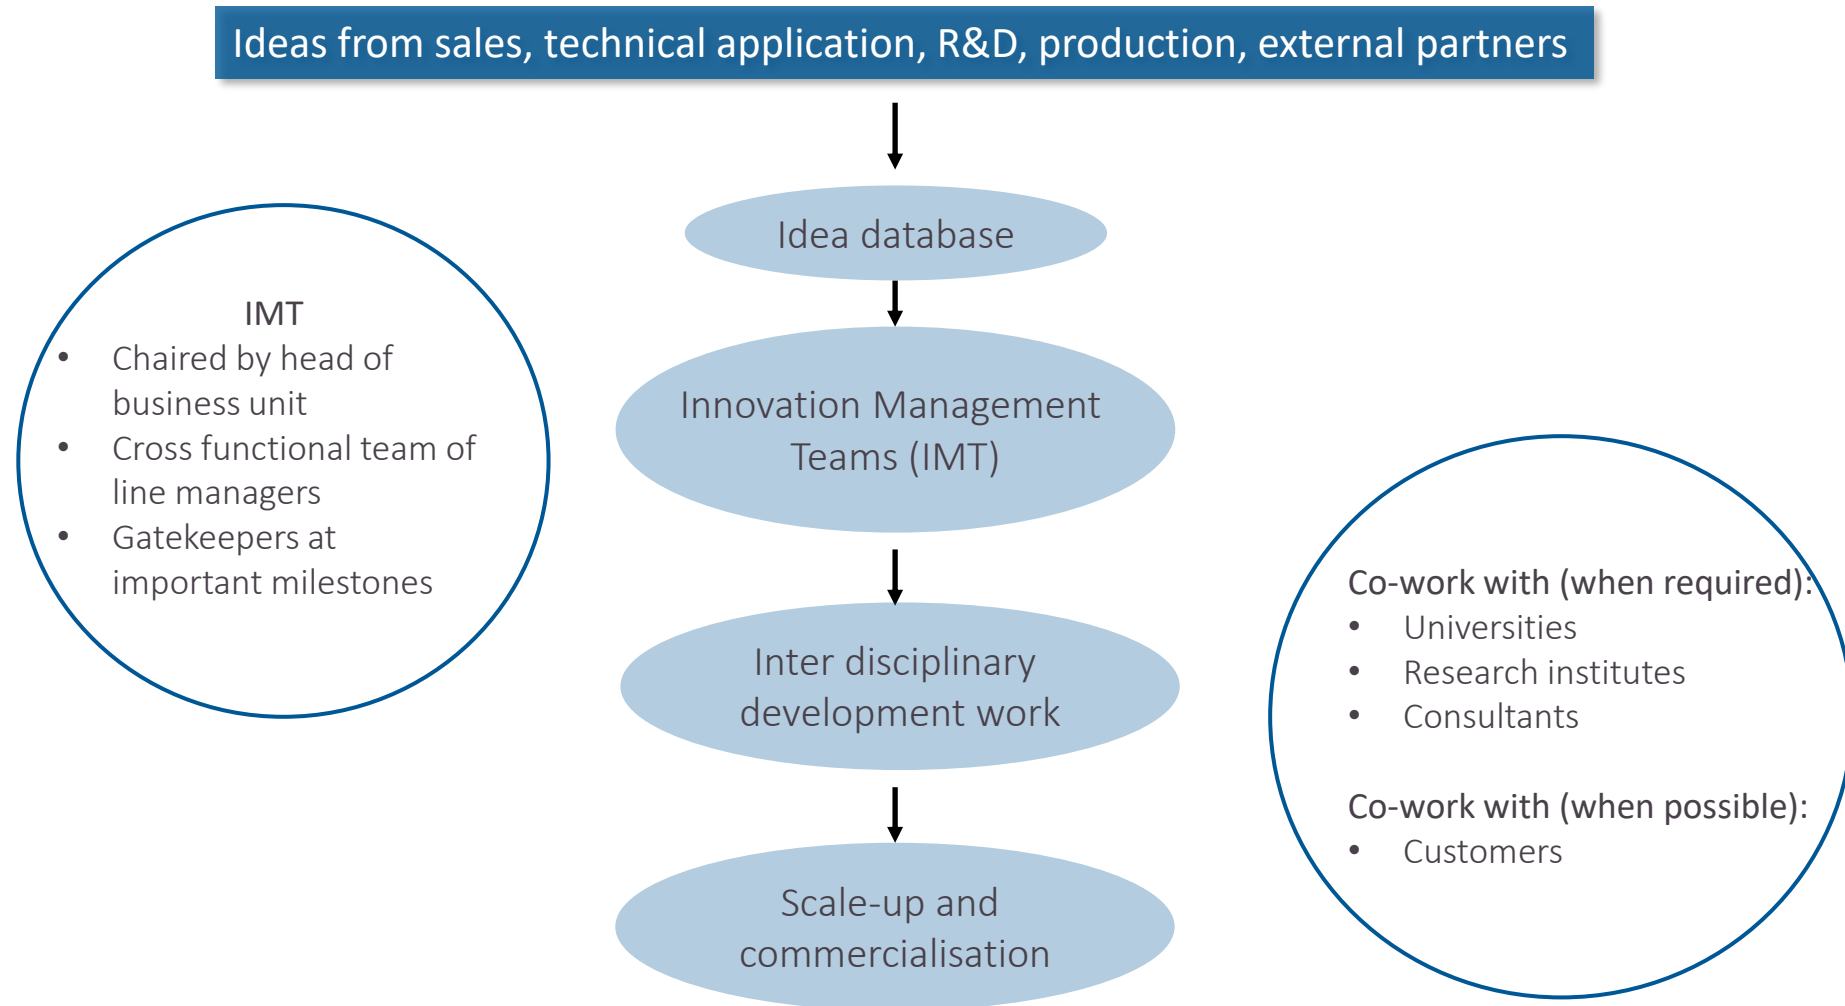 Ideas from sales, technical application, R&D, production, external partners
Idea database
IMT
• Chaired by head of
business unit
• Cross functional team of
line managers
• Gatekeepers at
important milestones
Innovation Management
Teams (IMT)
Inter disciplinary
development work
Co-work with (when required):
• Universities
• Research institutes
• Consultants
Co-work with (when possible):
• Customers
Scale-up and
commercialisation